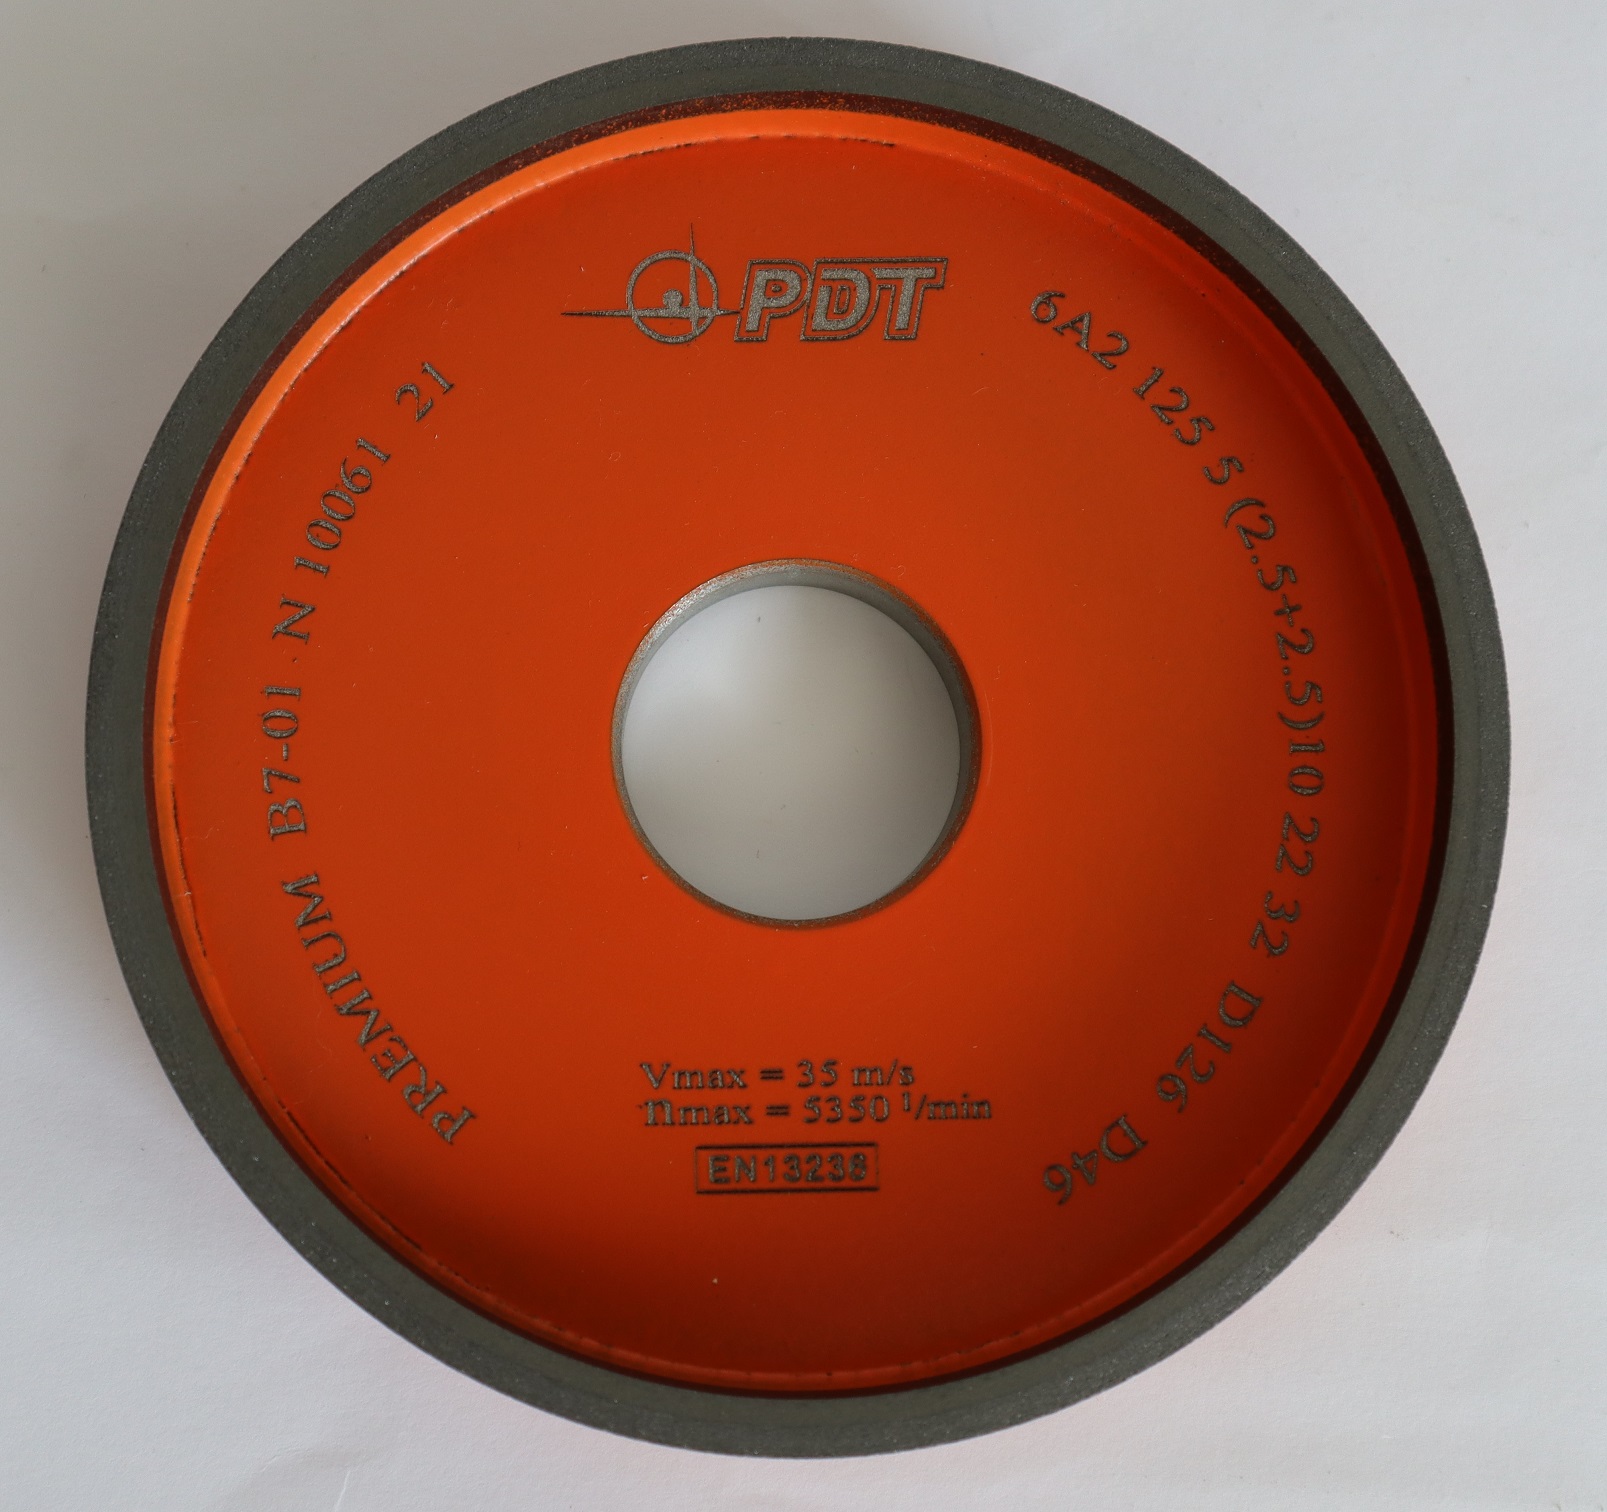 PDT
6A2 125 5 (2.5+2.5)10 22 32 D126 D46
PREMIUM B7-01 N 10061 21
Vmax = 35 m/s
nmax = 5350 1/min
EN13236